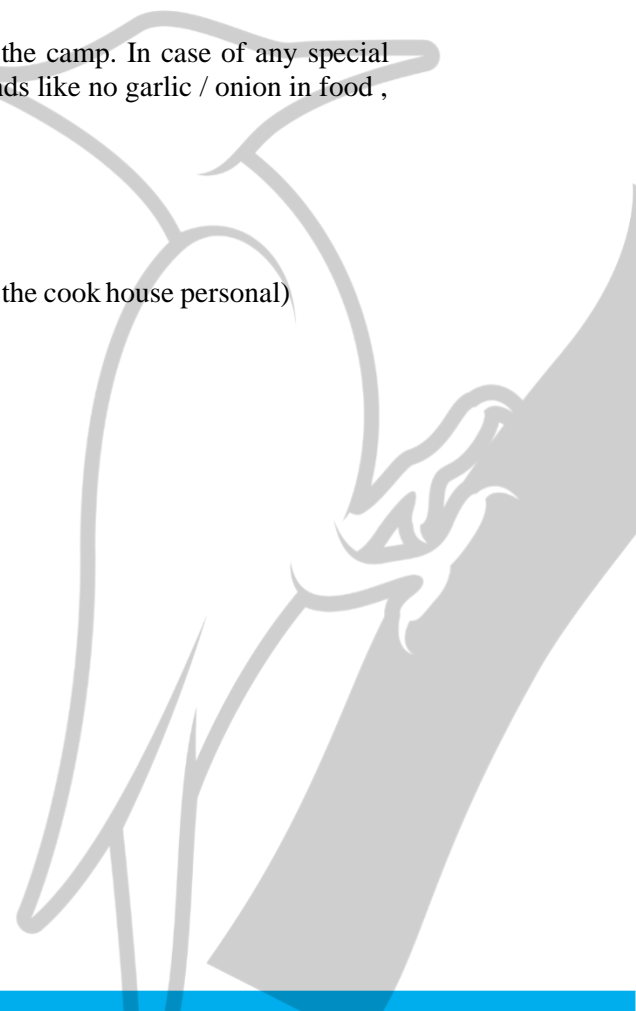 the camp. In case of any special
nds like no garlic / onion in food ,
the cook house personal)